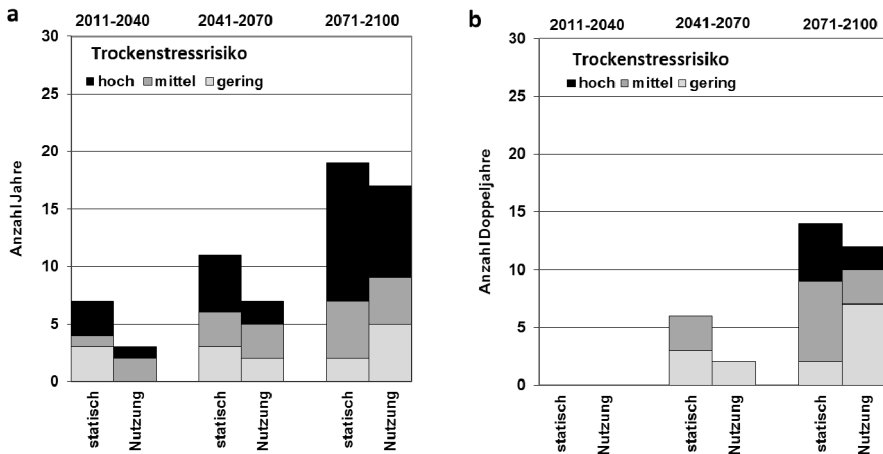 a
2011-2040 2041-2070 2071-2100
Trockenstressrisiko
hoch mittel gering
Anzahl Jahre
30
25
20
15
10
5
0
statisch
Nutzung
statisch
Nutzung
statisch
Nutzung
b
2011-2040 2041-2070 2071-2100
Trockenstressrisiko
hoch mittel gering
Anzahl Doppeljahre
30
25
20
15
10
5
0
statisch
Nutzung
statisch
Nutzung
statisch
Nutzung